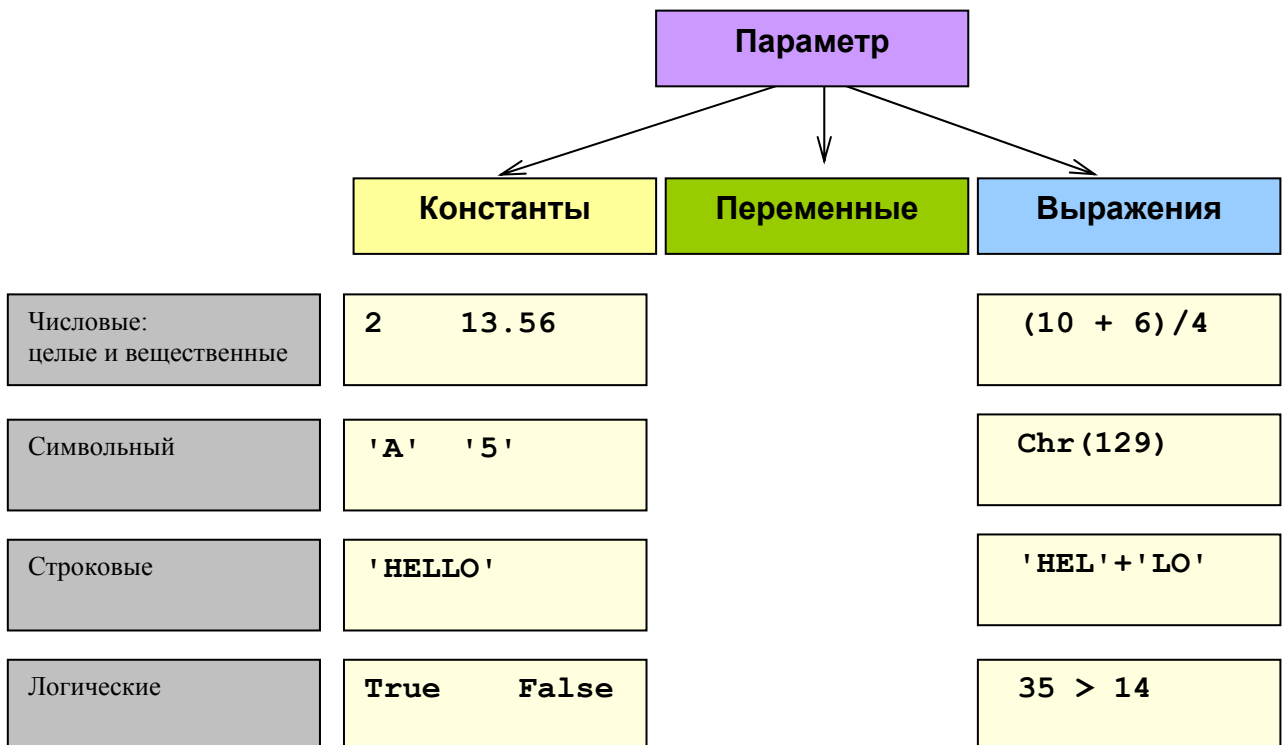 Параметр
Константы Переменные Выражения
Числовые:
целые и вещественные
2 13.56
(10 + 6)/4
Символьный
'A' '5'
Chr(129)
Строковые
'HELLO'
'HEL'+'LO'
Логические
True False
35 > 14